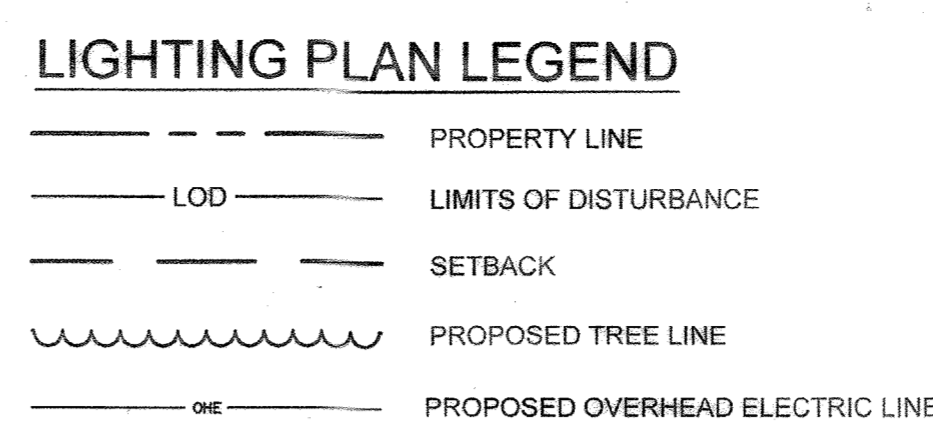 LIGHTING PLAN LEGEND
PROPERTY LINE
LOD LIMITS OF DISTURBANCE
SETBACK
PROPOSED TREE LINE
OHE PROPOSED OVERHEAD ELECTRIC LINE